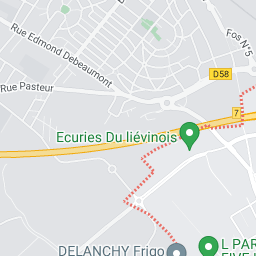 Rue Edmond Debeaumont
Fos N°5
D58
Rue Pasteur
7
Ecuries Du liévinois
L PAR
FIVE
DELANCHY Frigo